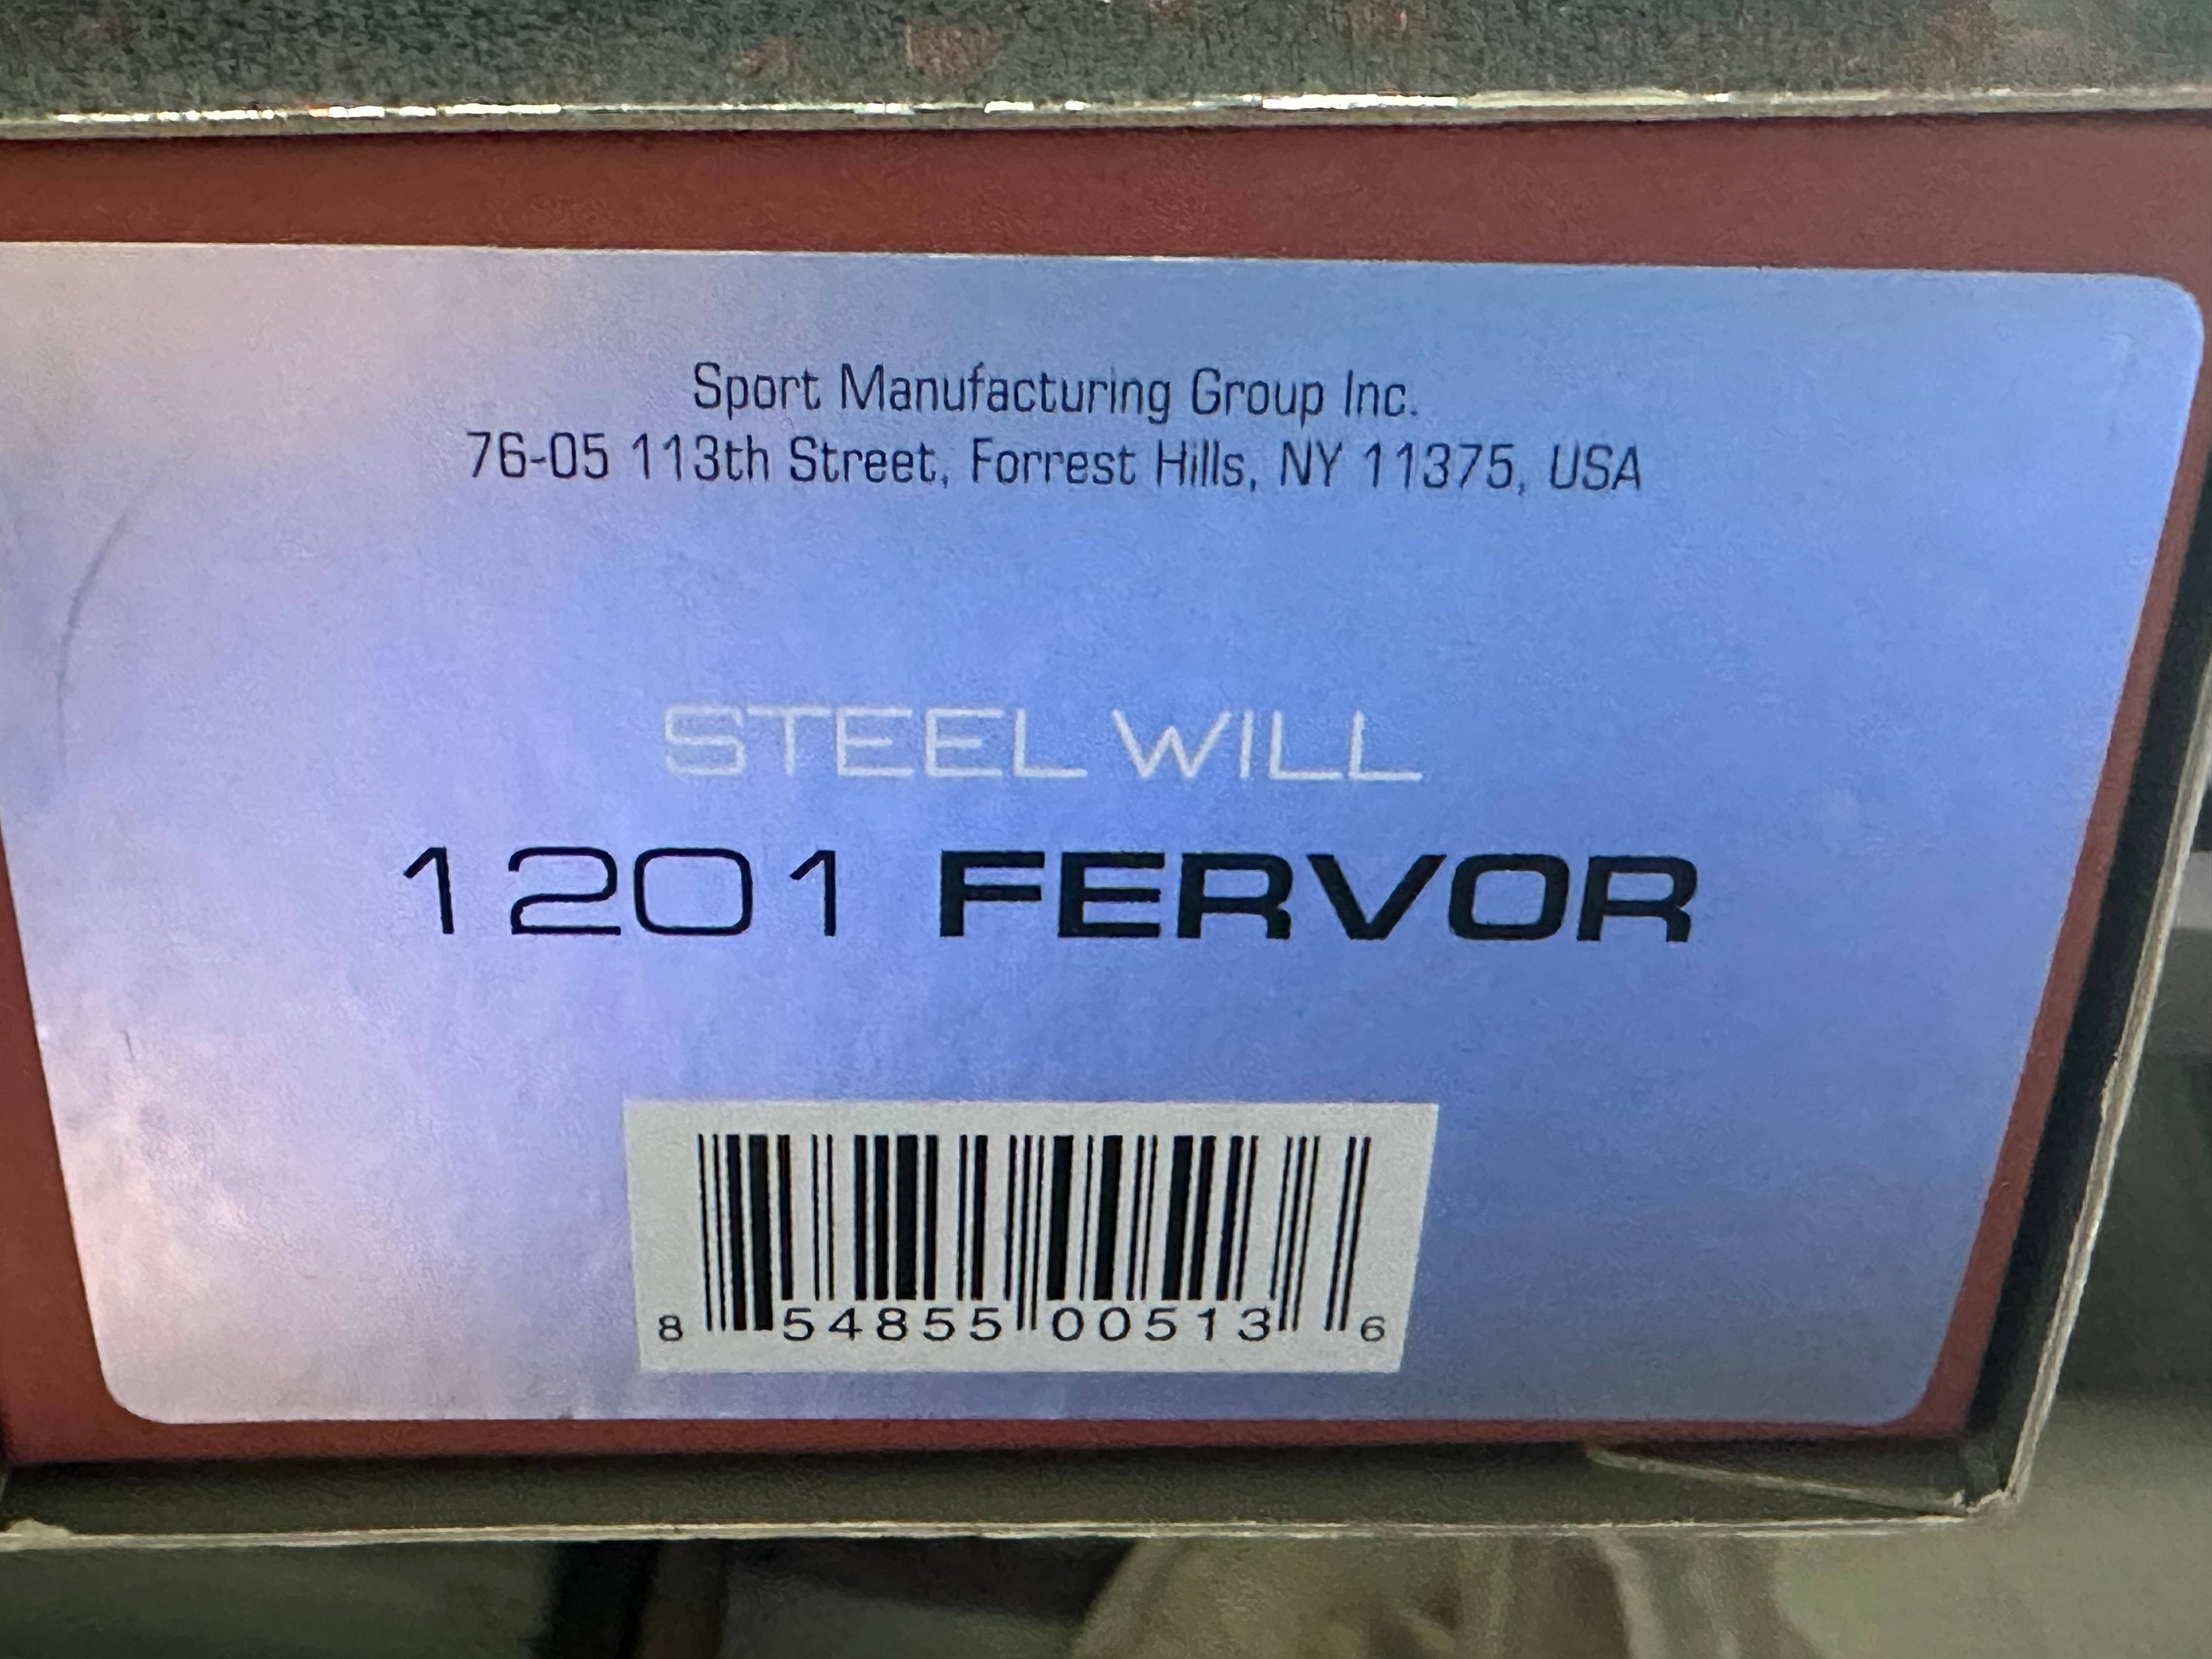 Sport Manufacturing Group Inc.
76-05 113th Street, Forrest Hills, NY 11375, USA
STEEL WILL
1201 FERVOR
8 54855 00513 6